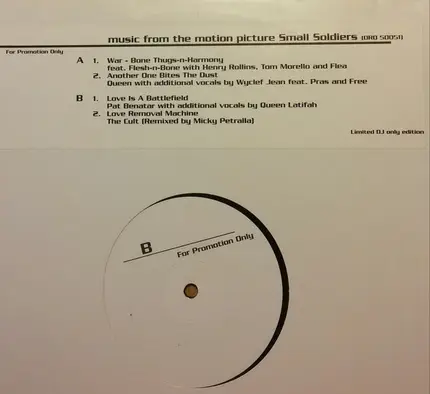 music from the motion picture Small Soldiers (DRD 50051)
For Promotion Only
A 1. War - Bone Thugs-n-Harmony
feat. Flesh-n-Bone with Henry Rollins, Tom Morello and Flea
2. Another One Bites The Dust
Queen with additional vocals by Wyclef Jean feat. Pras and Free
B 1. Love Is A Battlefield
Pat Benatar with additional vocals by Queen Latifah
2. Love Removal Machine
The Cult (Remixed by Micky Petralia)
Limited DJ only edition
B
For Promotion Only